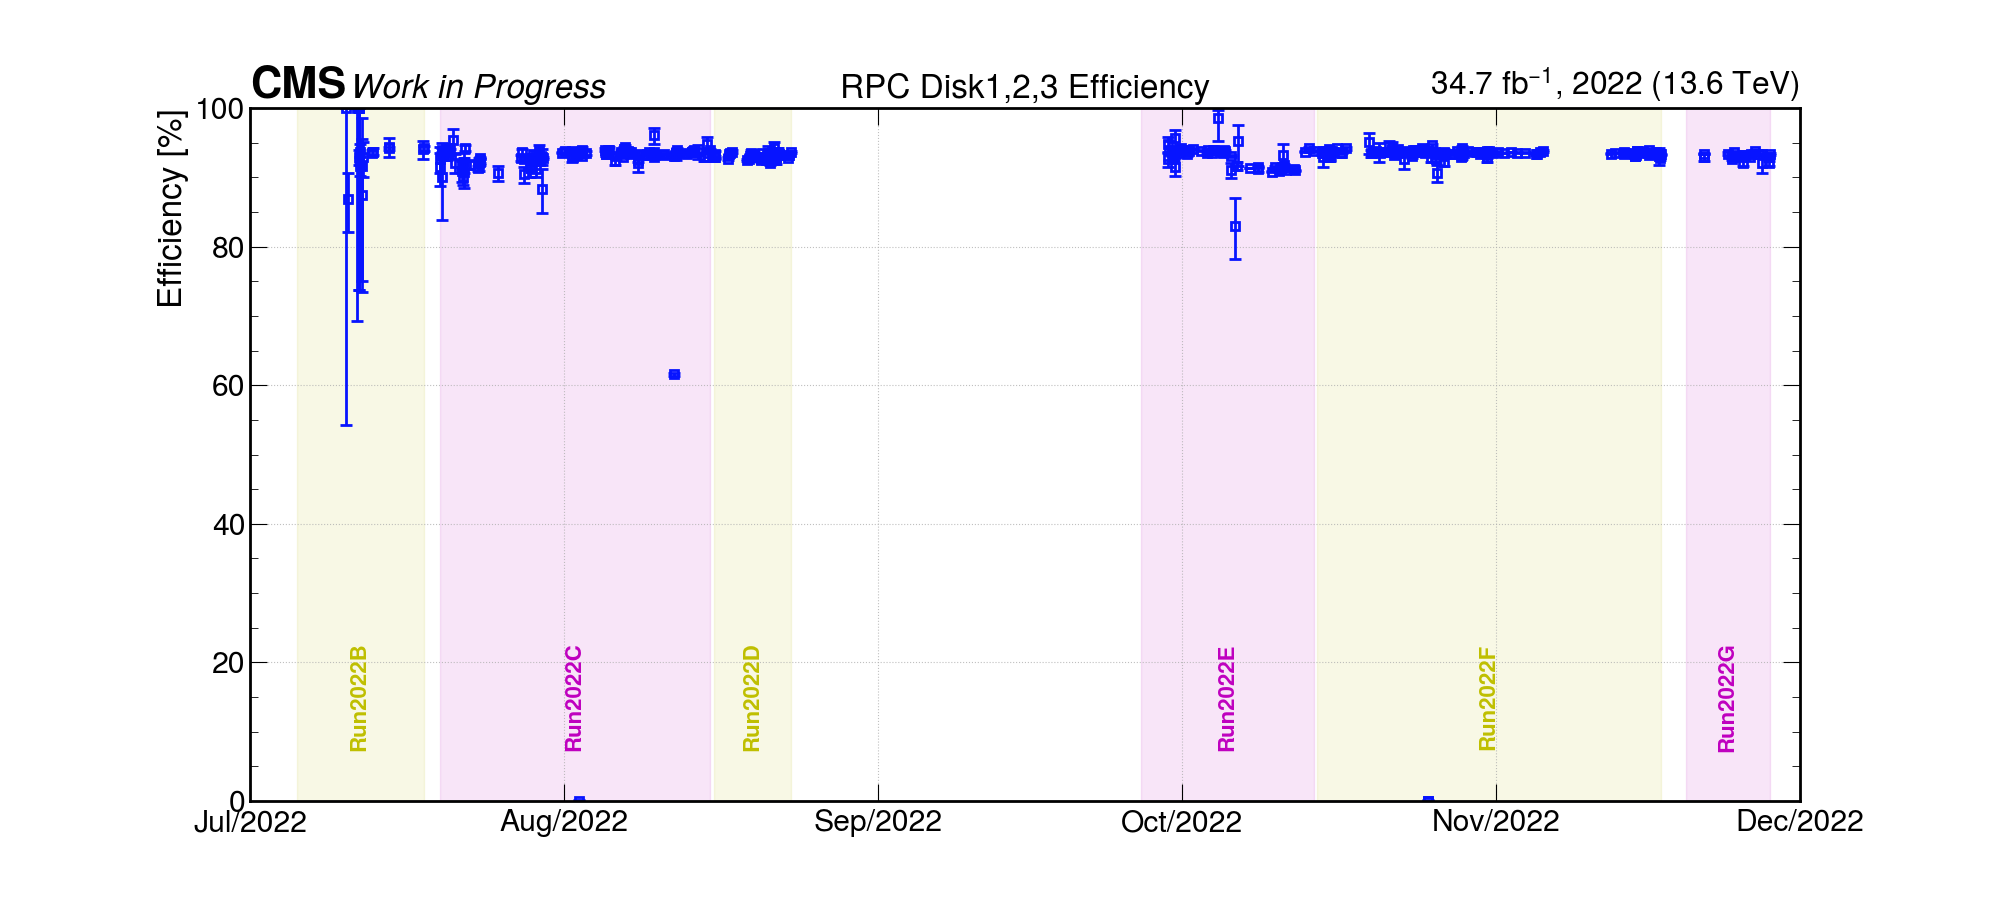 CMS Work in Progress RPC Disk1,2,3 Efficiency 34.7 fb⁻¹, 2022 (13.6 TeV)
Efficiency [%]
100
80
60
40
20
0
Run2022B
Run2022C
Run2022D
Run2022E
Run2022F
Run2022G
Jul/2022 Aug/2022 Sep/2022 Oct/2022 Nov/2022 Dec/2022